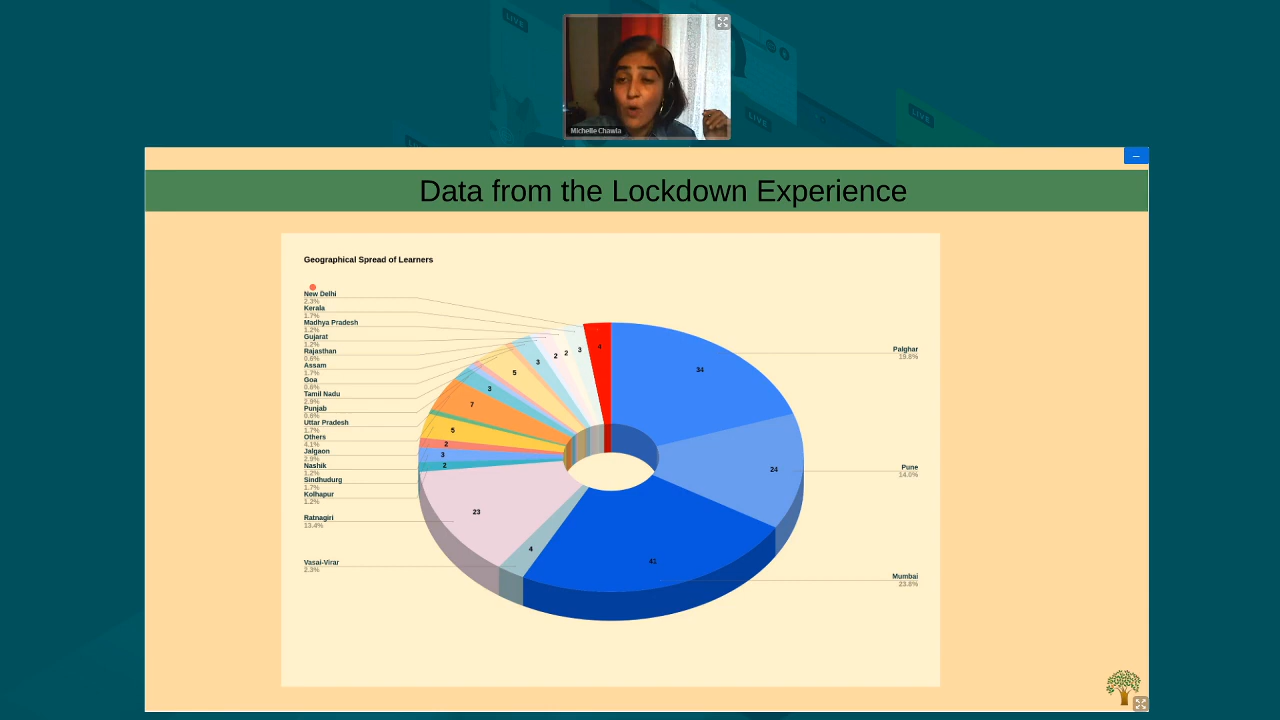 LIVE
LIVE
LIVE
LIVE
Michelle Chawla
Data from the Lockdown Experience
Geographical Spread of Learners
New Delhi
2.3%
Kerala
1.7%
Madhya Pradesh
1.2%
Gujarat
1.2%
Rajasthan
0.6%
Assam
1.7%
Goa
0.6%
Tamil Nadu
2.9%
Punjab
0.6%
Uttar Pradesh
1.7%
Others
4.1%
Jalgaon
2.9%
Nashik
1.2%
Sindhudurg
1.7%
Kolhapur
1.2%
Ratnagiri
13.4%
Vasai-Virar
2.3%
4
3
2
2
3
5
3
7
5
2
3
2
23
4
41
24
34
Palghar
19.8%
Pune
14.0%
Mumbai
23.8%